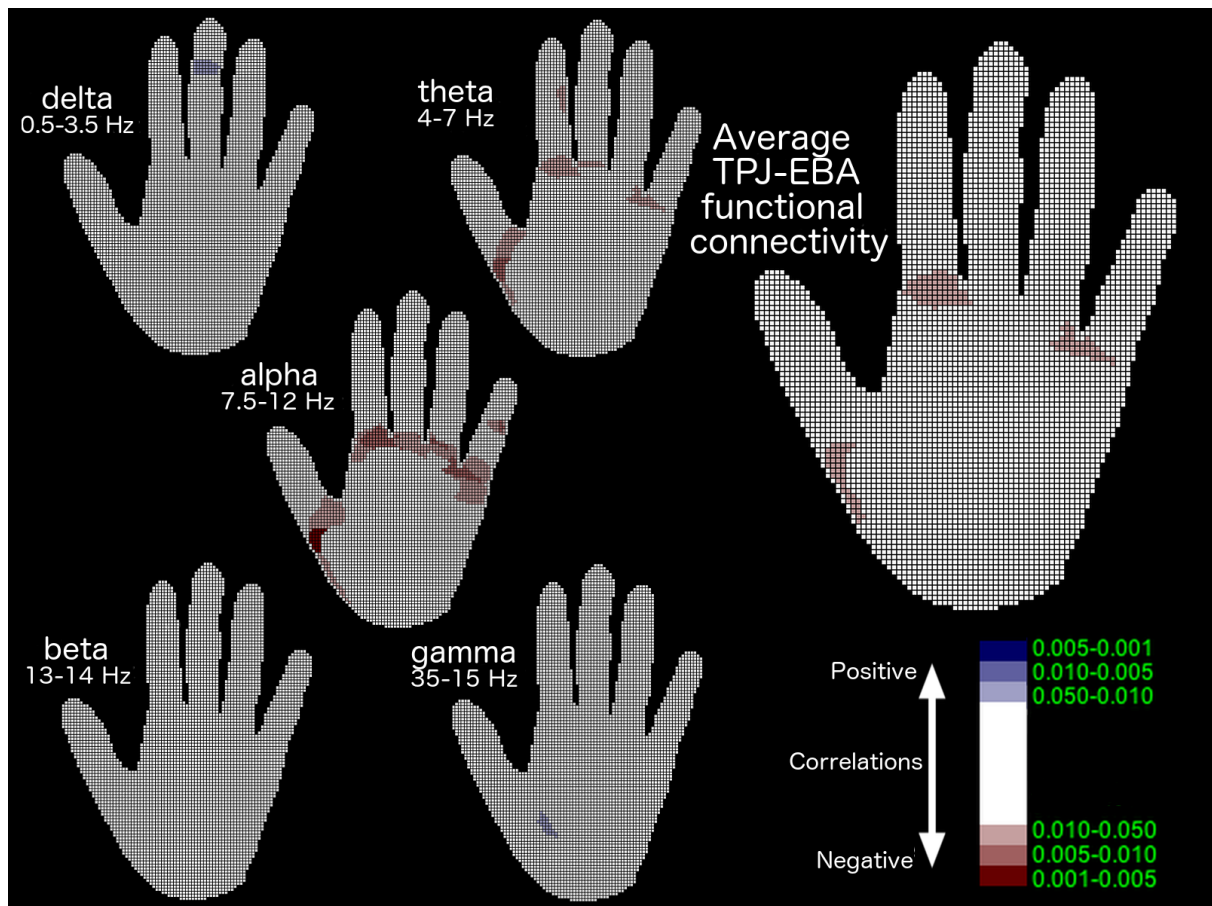 delta
0.5-3.5 Hz
theta
4-7 Hz
Average
TPJ-EBA
functional
connectivity
alpha
7.5-12 Hz
beta
13-14 Hz
gamma
35-15 Hz
Positive
Correlations
Negative
0.005-0.001
0.010-0.005
0.050-0.010
0.010-0.050
0.005-0.010
0.001-0.005